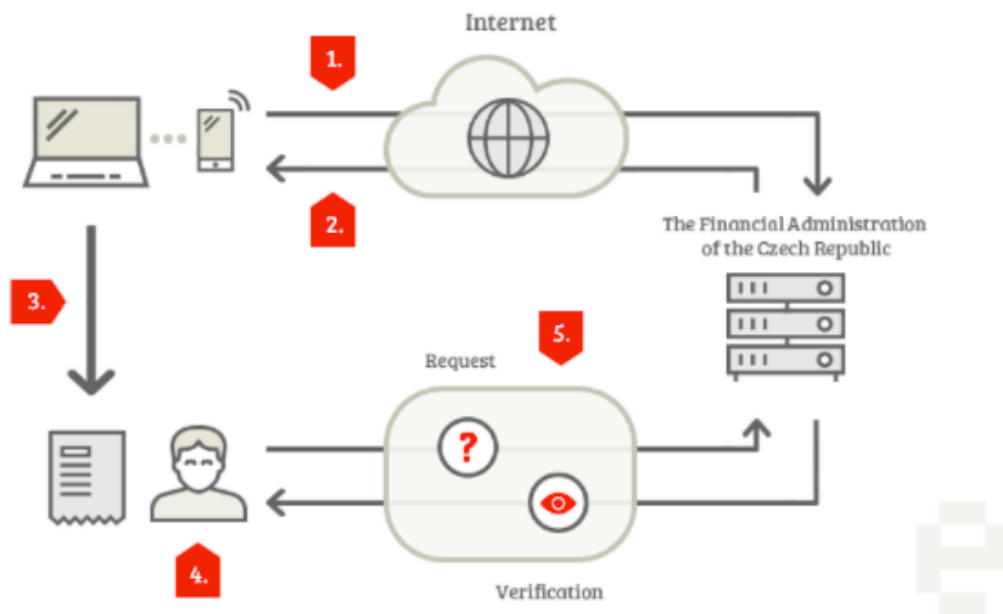 Internet
1.
2.
The Financial Administration
of the Czech Republic
3.
5.
Request
?
4.
Verification